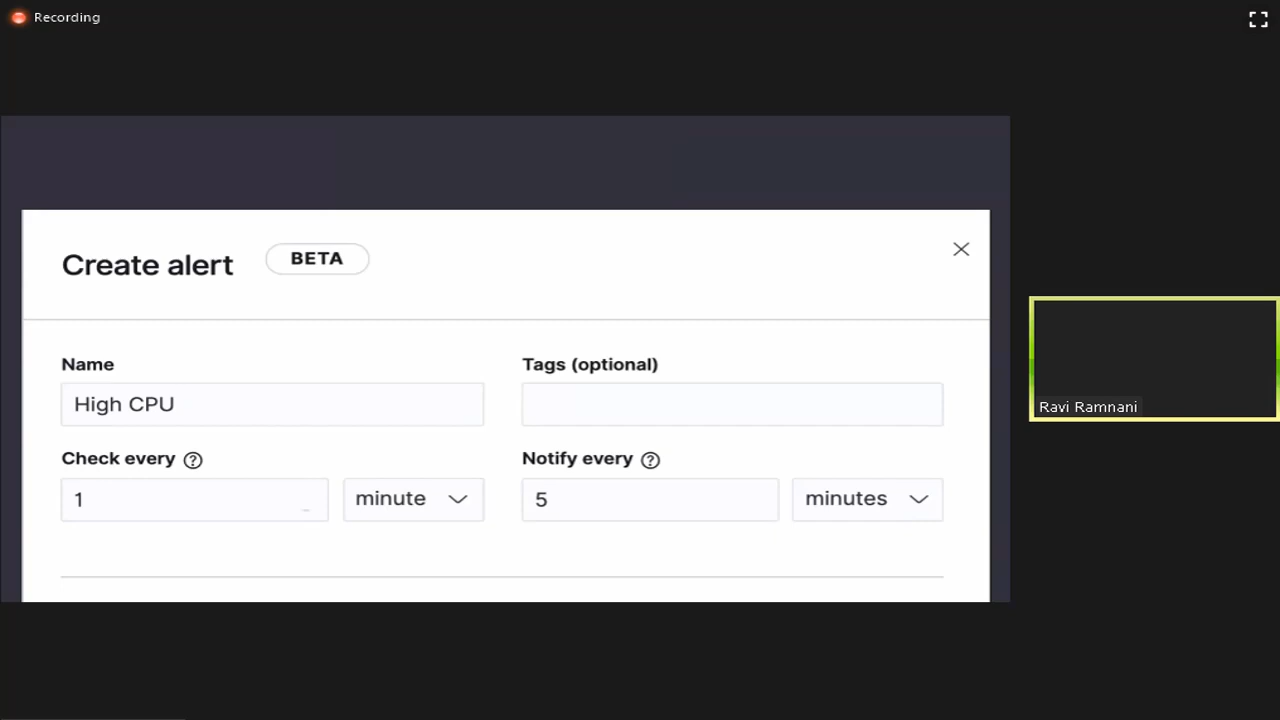 Recording
Create alert BETA
Name Tags (optional)
High CPU
Check every ? Notify every ?
1 minute 5 minutes
Ravi Ramnani